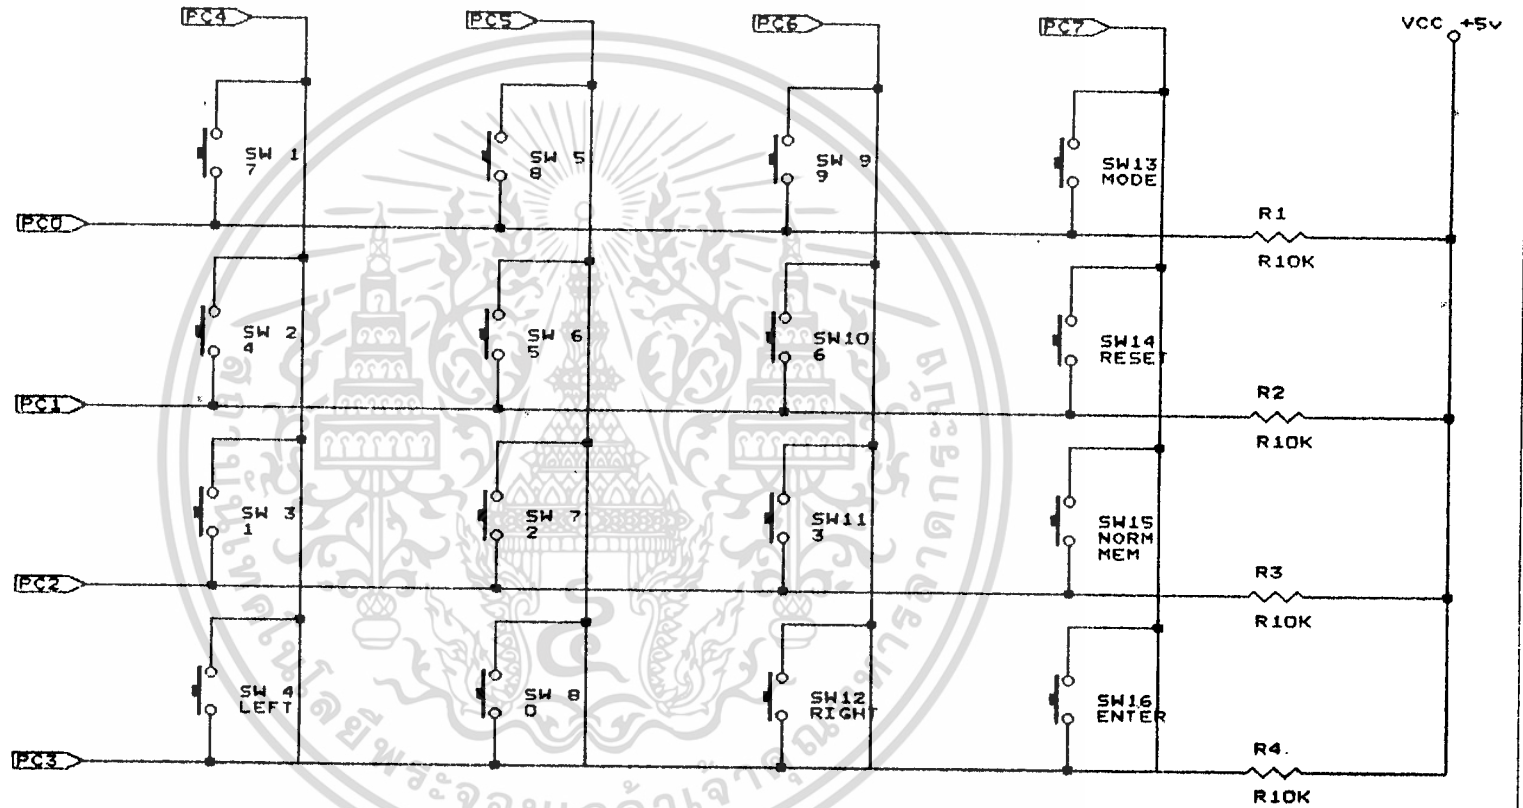 PC4
PC5
PC6
PC7
VCC +5v
SW 1
7
SW 5
8
SW 9
9
SW13
MODE
PC0
R1
R10K
SW 2
4
SW 6
5
SW10
6
SW14
RESET
PC1
R2
R10K
SW 3
1
SW 7
2
SW11
3
SW15
NORM
MEM
PC2
R3
R10K
SW 4
LEFT
SW 8
0
SW12
RIGHT
SW16
ENTER
PC3
R4.
R10K